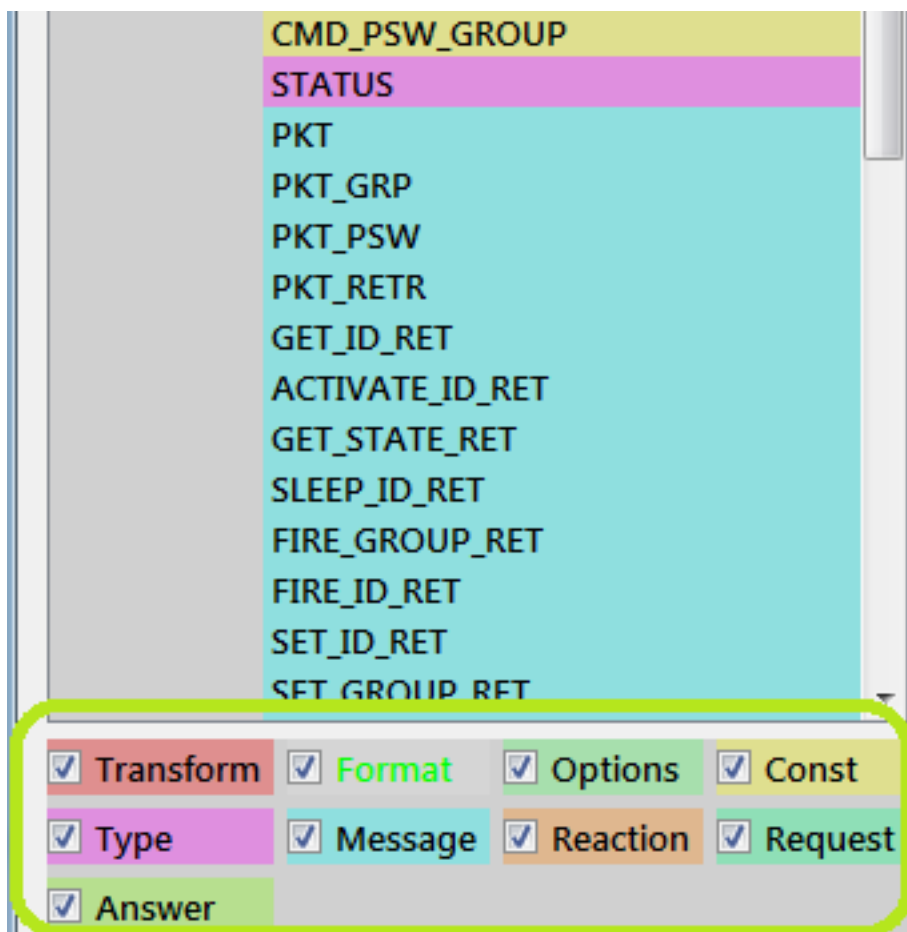 CMD_PSW_GROUP
STATUS
PKT
PKT_GRP
PKT_PSW
PKT_RETR
GET_ID_RET
ACTIVATE_ID_RET
GET_STATE_RET
SLEEP_ID_RET
FIRE_GROUP_RET
FIRE_ID_RET
SET_ID_RET
SET_GROUP_RET
Transform Format Options Const
Type Message Reaction Request
Answer